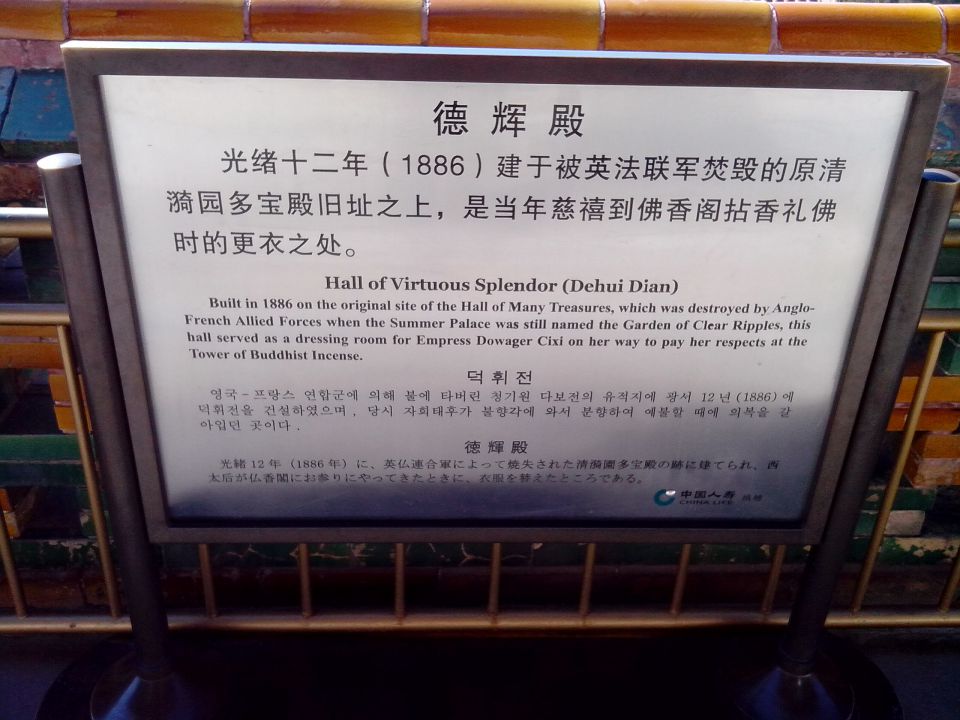 德辉殿
光绪十二年（1886）建于被英法联军焚毁的原清
漪园多宝殿旧址之上，是当年慈禧到佛香阁拈香礼佛
时的更衣之处。
Hall of Virtuous Splendor (Dehui Dian)
Built in 1886 on the original site of the Hall of Many Treasures, which was destroyed by Anglo-
French Allied Forces when the Summer Palace was still named the Garden of Clear Ripples, this
hall served as a dressing room for Empress Dowager Cixi on her way to pay her respects at the
Tower of Buddhist Incense.
덕휘전
영국-프랑스 연합군에 의해 불에 타버린 청기원 다보전의 유적지에 광서 12년(1886)에
덕휘전을 건설하였으며, 당시 자희태후가 불향각에 와서 분향하여 예불할 때에 의복을 갈
아입던 곳이다.
徳輝殿
光緒12年（1886年）に、英仏連合軍によって焼失された清漪園多宝殿の跡に建てられ、西
太后が仏香閣にお参りにやってきたときに、衣服を替えたところである。
中国人寿
CHINA LIFE